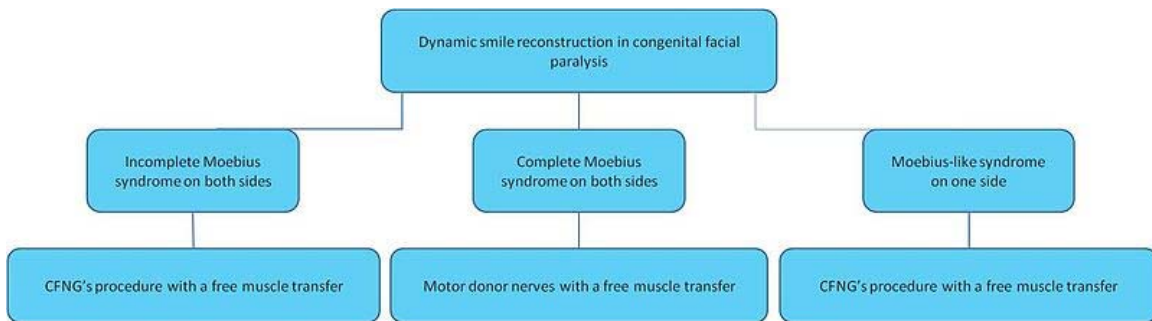 Dynamic smile reconstruction in congenital facial
paralysis
Incomplete Moebius
syndrome on both sides
Complete Moebius
syndrome on both sides
Moebius-like syndrome
on one side
CFNG's procedure with a free muscle transfer
Motor donor nerves with a free muscle transfer
CFNG's procedure with a free muscle transfer